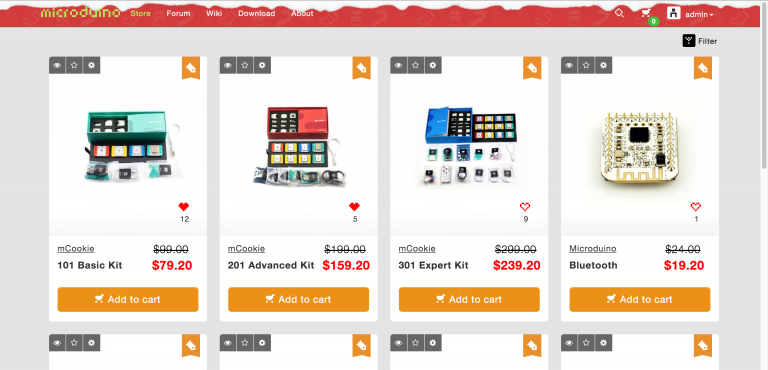 microduino Store Forum Wiki Download About admin
0
Filter
12
5
9
1
mCookie $99.00
101 Basic Kit $79.20
mCookie $199.00
201 Advanced Kit $159.20
mCookie $299.00
301 Expert Kit $239.20
Microduino $24.00
Bluetooth $19.20
Add to cart
Add to cart
Add to cart
Add to cart